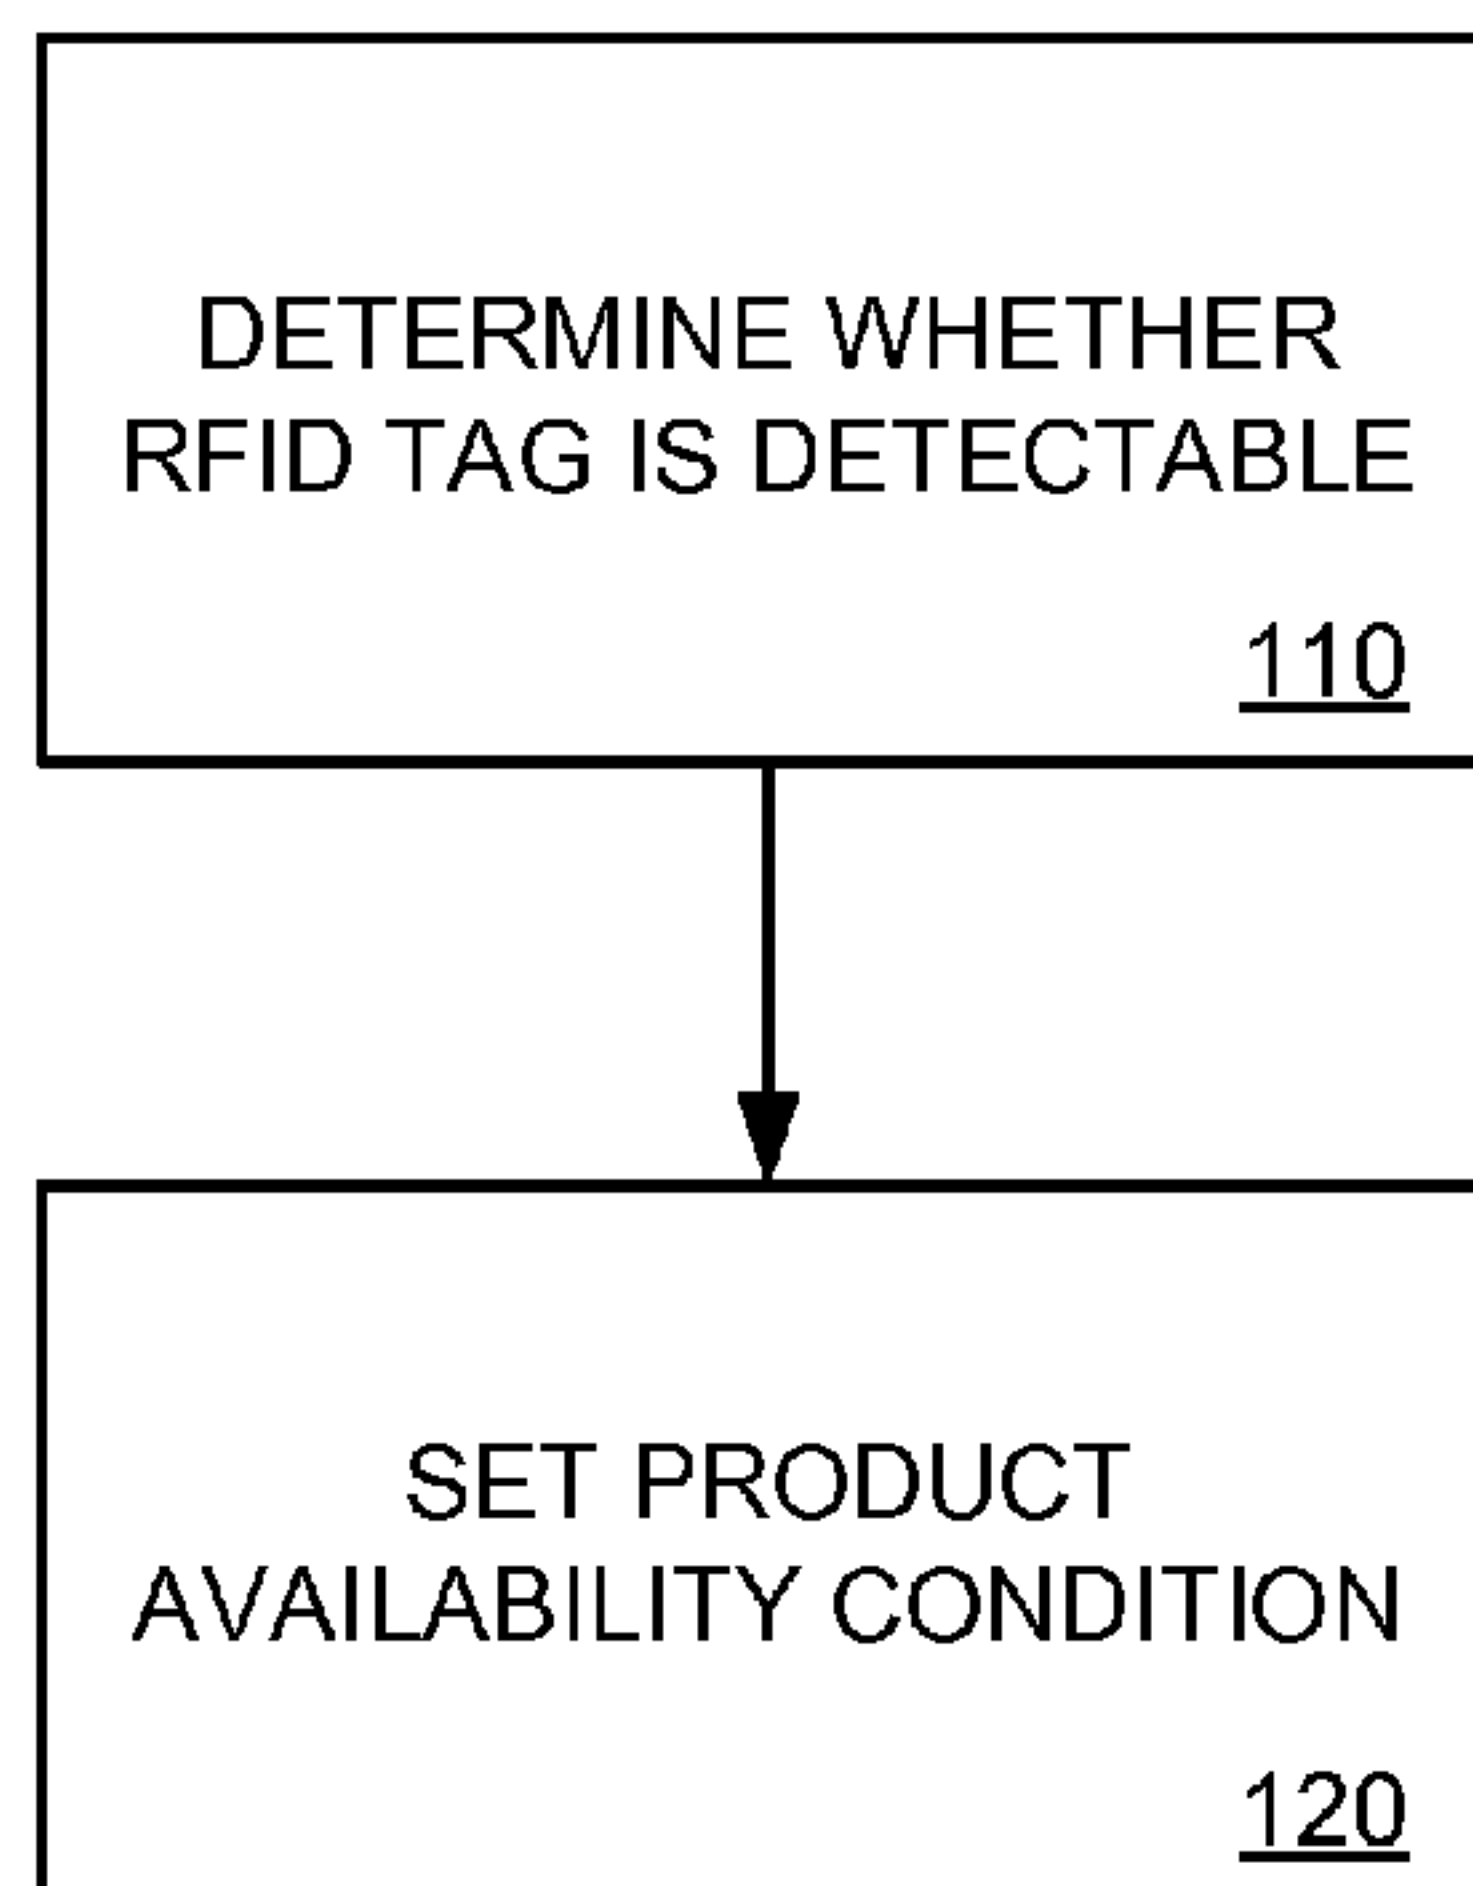 DETERMINE WHETHER
RFID TAG IS DETECTABLE
110
SET PRODUCT
AVAILABILITY CONDITION
120